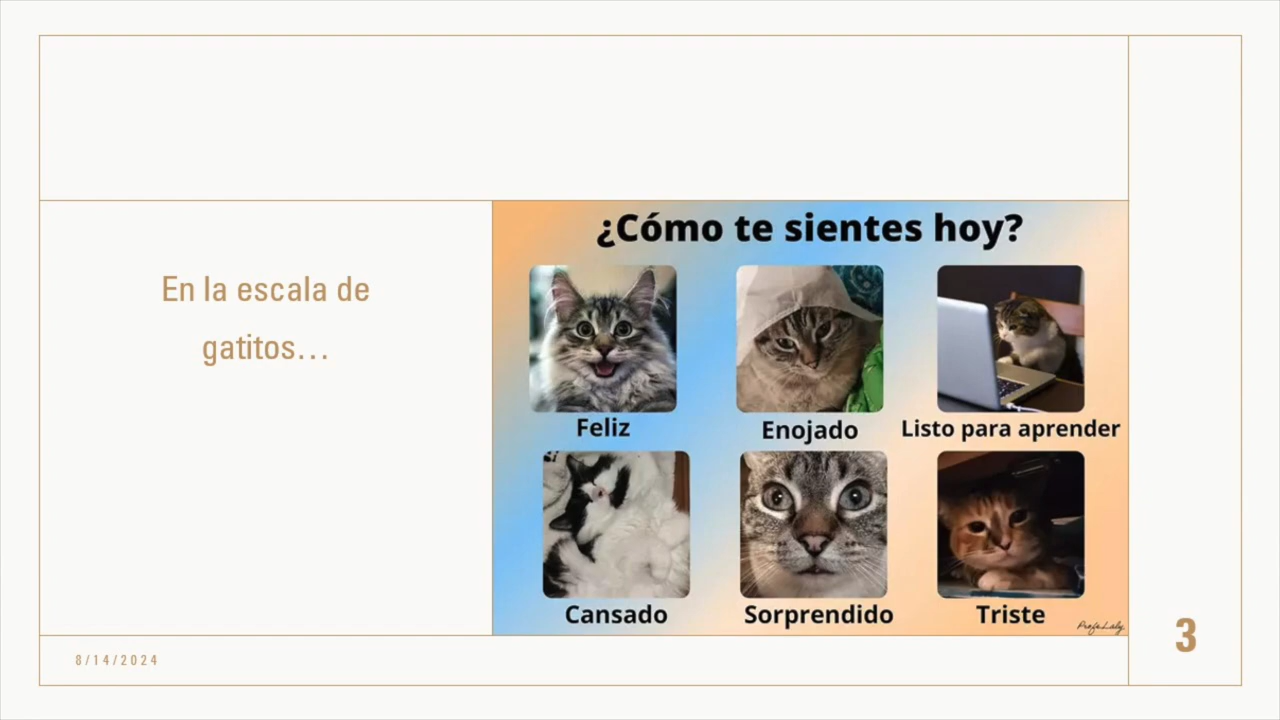 En la escala de
gatitos…
¿Cómo te sientes hoy?
Feliz
Enojado
Listo para aprender
Cansado
Sorprendido
Triste
ProfeLaly
8/14/2024
3